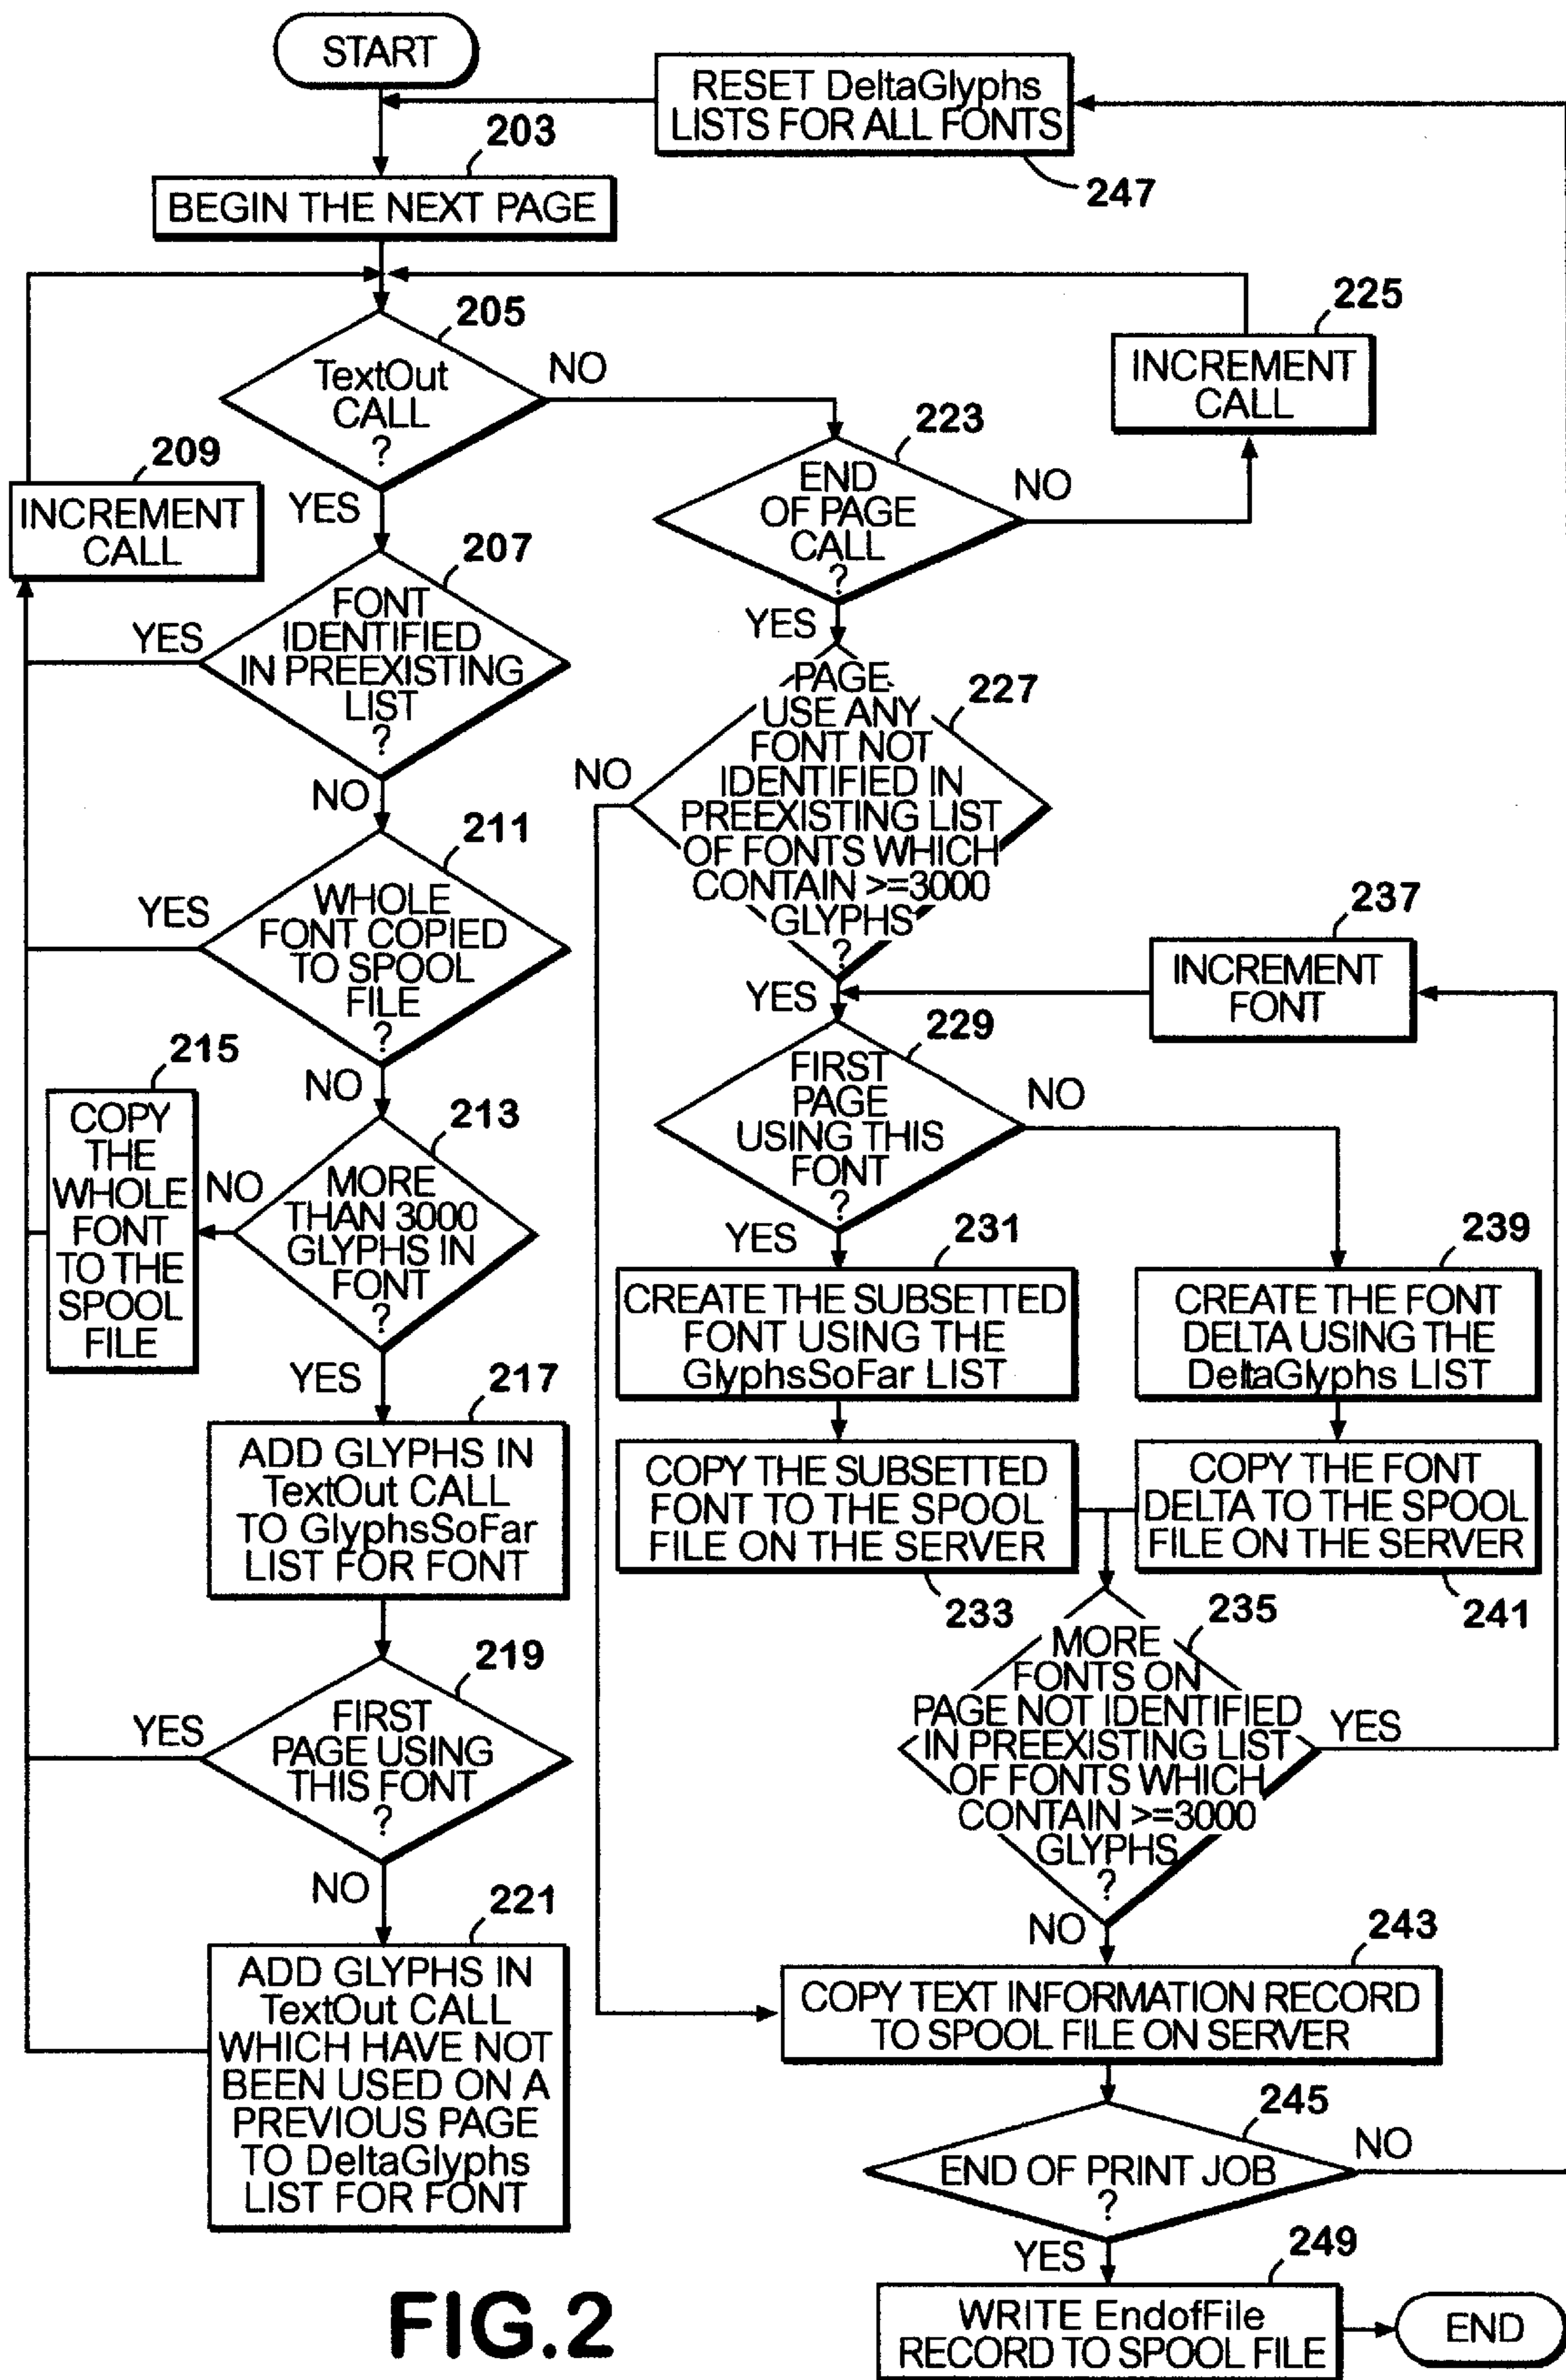 START
RESET DeltaGlyphs
LISTS FOR ALL FONTS
247
203
BEGIN THE NEXT PAGE
205
TextOut
CALL
?
NO
YES
225
INCREMENT
CALL
209
INCREMENT
CALL
223
END
OF PAGE
CALL
?
NO
YES
207
FONT
IDENTIFIED
IN PREEXISTING
LIST
?
YES
NO
227
PAGE
USE ANY
FONT NOT
IDENTIFIED IN
PREEXISTING LIST
OF FONTS WHICH
CONTAIN >=3000
GLYPHS
?
NO
YES
211
WHOLE
FONT COPIED
TO SPOOL
FILE
?
YES
NO
237
INCREMENT
FONT
215
COPY
THE
WHOLE
FONT
TO THE
SPOOL
FILE
213
MORE
THAN 3000
GLYPHS IN
FONT
?
NO
YES
229
FIRST
PAGE
USING THIS
FONT
?
NO
YES
231
CREATE THE SUBSETTED
FONT USING THE
GlyphsSoFar LIST
239
CREATE THE FONT
DELTA USING THE
DeltaGlyphs LIST
217
ADD GLYPHS IN
TextOut CALL
TO GlyphsSoFar
LIST FOR FONT
COPY THE SUBSETTED
FONT TO THE SPOOL
FILE ON THE SERVER
233
COPY THE FONT
DELTA TO THE SPOOL
FILE ON THE SERVER
241
219
FIRST
PAGE USING
THIS FONT
?
YES
NO
235
MORE
FONTS ON
PAGE NOT IDENTIFIED
IN PREEXISTING LIST
OF FONTS WHICH
CONTAIN >=3000
GLYPHS
?
YES
NO
221
ADD GLYPHS IN
TextOut CALL
WHICH HAVE NOT
BEEN USED ON A
PREVIOUS PAGE
TO DeltaGlyphs
LIST FOR FONT
243
COPY TEXT INFORMATION RECORD
TO SPOOL FILE ON SERVER
245
END OF PRINT JOB
?
NO
YES
249
WRITE EndofFile
RECORD TO SPOOL FILE
END
FIG.2